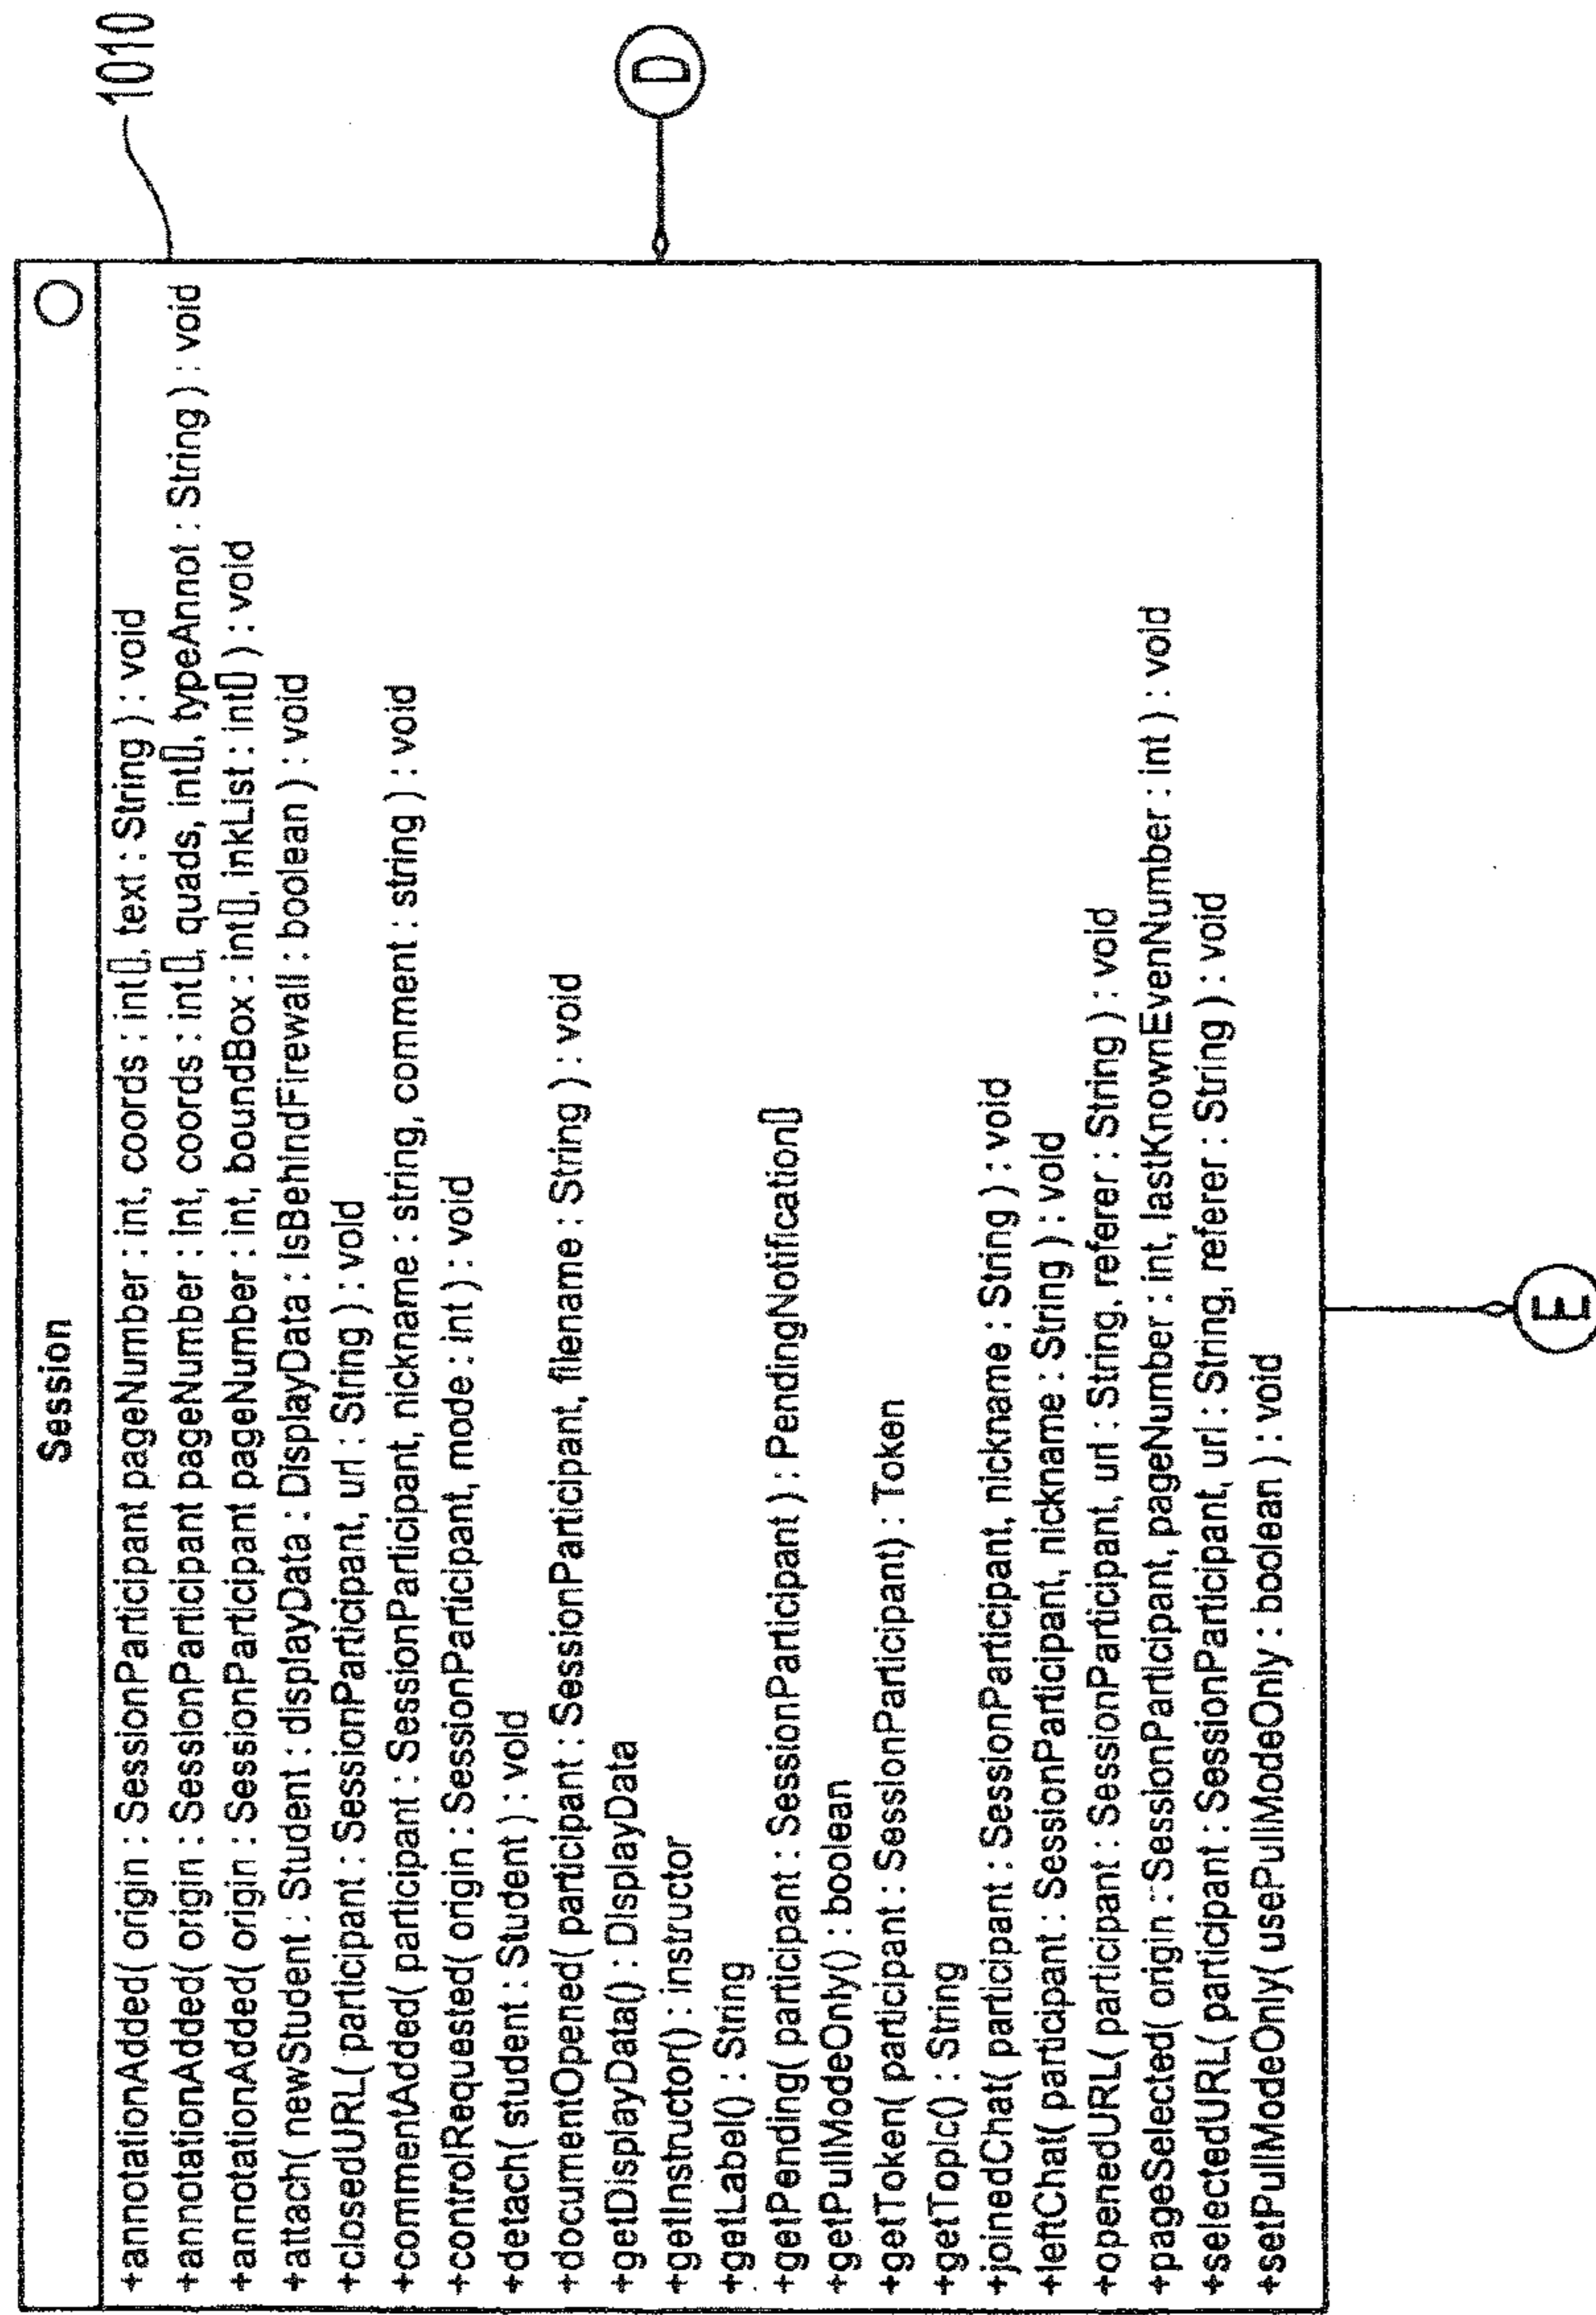 Session
1010
+annotationAdded( origin : SessionParticipant pageNumber : int, coords : int[], text : String ) : void
+annotationAdded( origin : SessionParticipant pageNumber : int, coords : int[], quads, int[], typeAnnot : String ) : void
+annotationAdded( origin : SessionParticipant pageNumber : int, boundBox : int[], inkList : int[] ) : void
+attach( newStudent : Student : displayData : DisplayData : IsBehindFirewall : boolean ) : void
+closedURL( participant : SessionParticipant, url : String ) : void
+commentAdded( participant : SessionParticipant, nickname : string, comment : string ) : void
+controlRequested( origin : SessionParticipant, mode : int ) : void
+detach( student : Student ) : void
+documentOpened( participant : SessionParticipant, filename : String ) : void
+getDisplayData() : DisplayData
+getInstructor() : instructor
+getLabel() : String
+getPending( participant : SessionParticipant ) : PendingNotification[]
+getPullModeOnly() : boolean
+getToken( participant : SessionParticipant) : Token
+getTopic() : String
+joinedChat( participant : SessionParticipant, nickname : String ) : void
+leftChat( participant : SessionParticipant, nickname : String ) : void
+openedURL( participant : SessionParticipant, url : String, referer : String ) : void
+pageSelected( origin : SessionParticipant, pageNumber : int, lastKnownEvenNumber : int ) : void
+selectedURL( participant : SessionParticipant, url : String, referer : String ) : void
+setPullModeOnly( usePullModeOnly : boolean ) : void
D
E